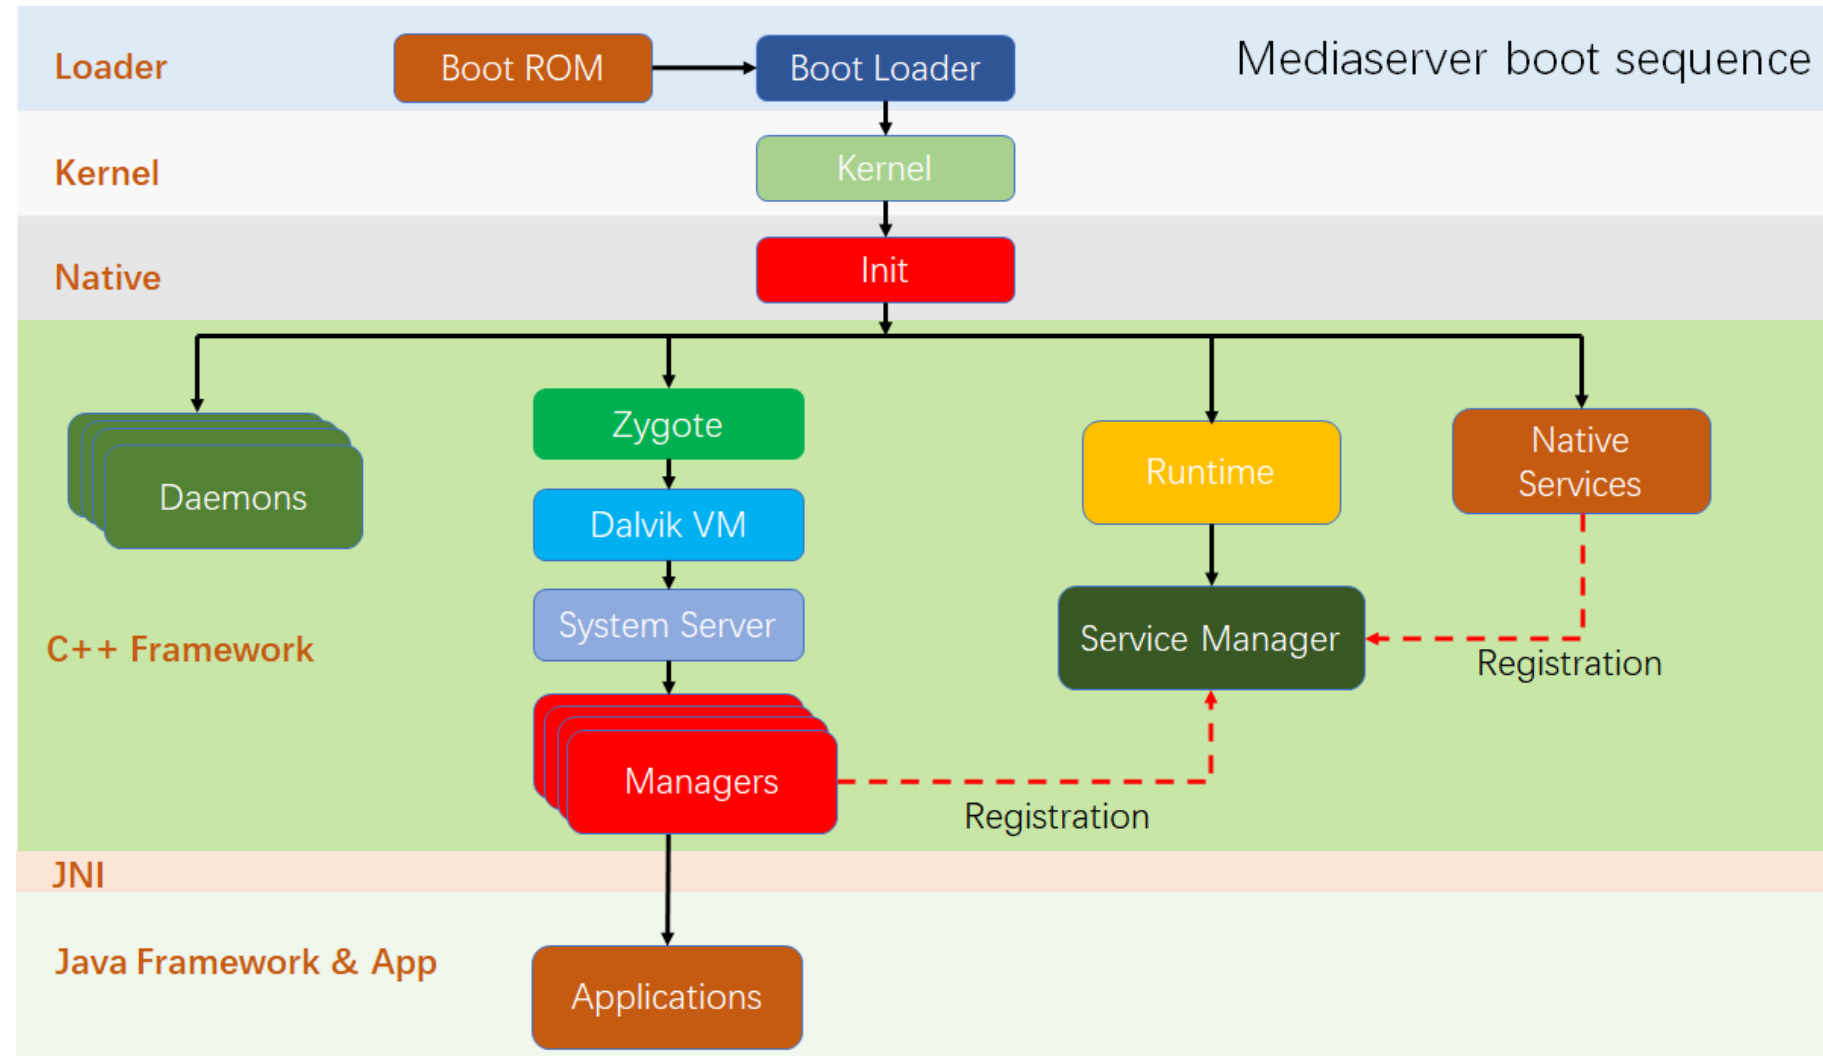 Mediaserver boot sequence
Loader
Boot ROM
Boot Loader
Kernel
Kernel
Native
Init
Daemons
Zygote
Runtime
Native
Services
Dalvik VM
System Server
Service Manager
C++ Framework
Registration
Managers
Registration
JNI
Java Framework & App
Applications